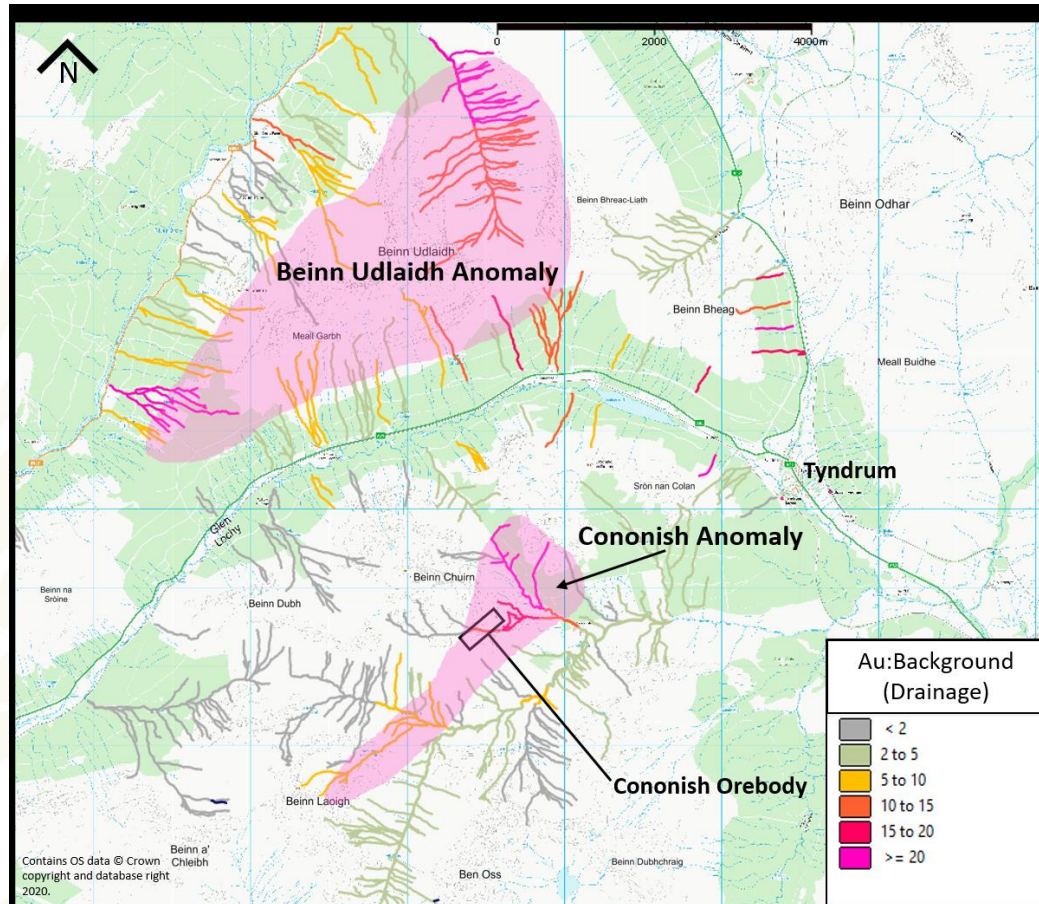 N
0
2000
4000m
Beinn Bhreac-Liath
Beinn Odhar
Beinn Udlaidh
Beinn Udlaidh Anomaly
Beinn Bheag
Meall Garbh
Meall Buidhe
Tyndrum
Sròn nan Colan
Glen
Lochy
Cononish Anomaly
Beinn Chuirn
Beinn na
Sròine
Beinn Dubh
Cononish Orebody
Beinn Laoigh
Beinn a'
Chleibh
Ben Oss
Beinn Dubhchraig
Au:Background
(Drainage)
< 2
2 to 5
5 to 10
10 to 15
15 to 20
>= 20
Contains OS data © Crown
copyright and database right
2020.